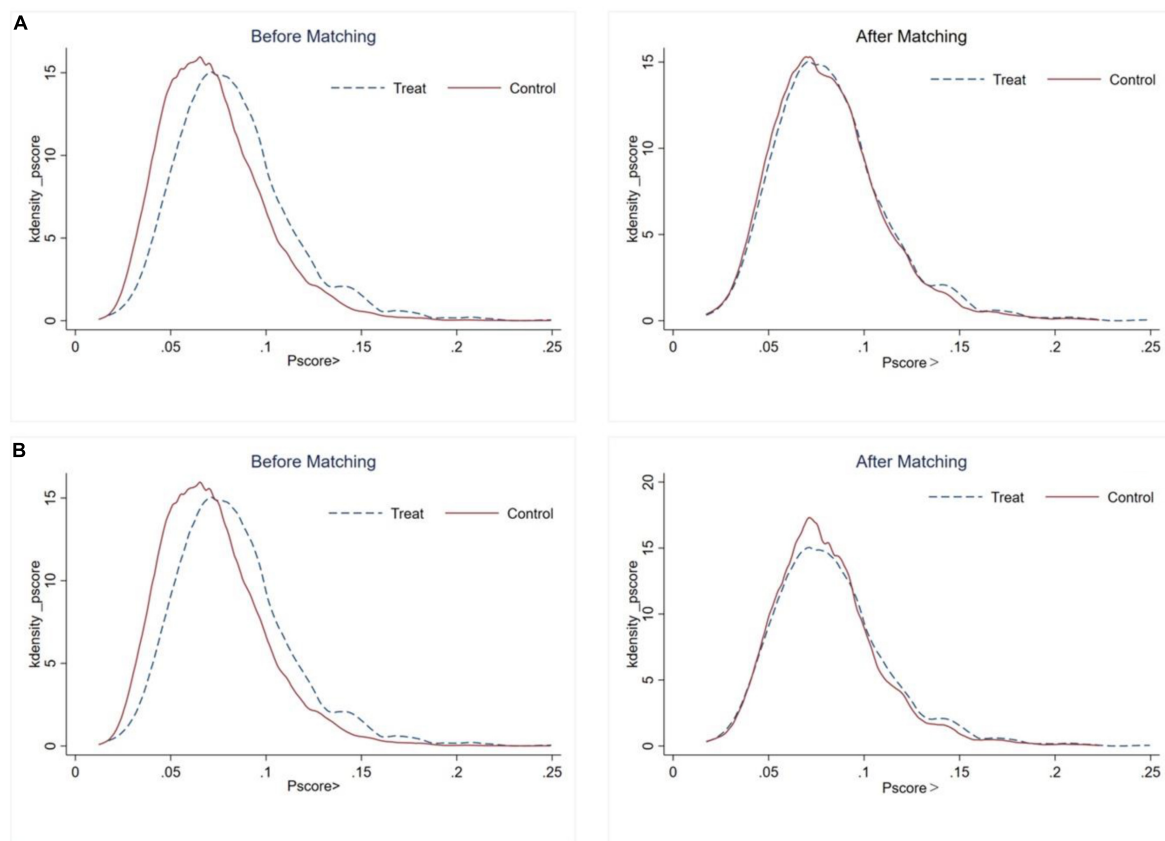 A
Before Matching
Treat
Control
kdensity _pscore
15
10
5
0
0 .05 .1 .15 .2 .25
Pscore>
After Matching
Treat
Control
kdensity _pscore
15
10
5
0
0 .05 .1 .15 .2 .25
Pscore>
B
Before Matching
Treat
Control
kdensity _pscore
15
10
5
0
0 .05 .1 .15 .2 .25
Pscore>
After Matching
Treat
Control
kdensity _pscore
20
15
10
5
0
0 .05 .1 .15 .2 .25
Pscore>